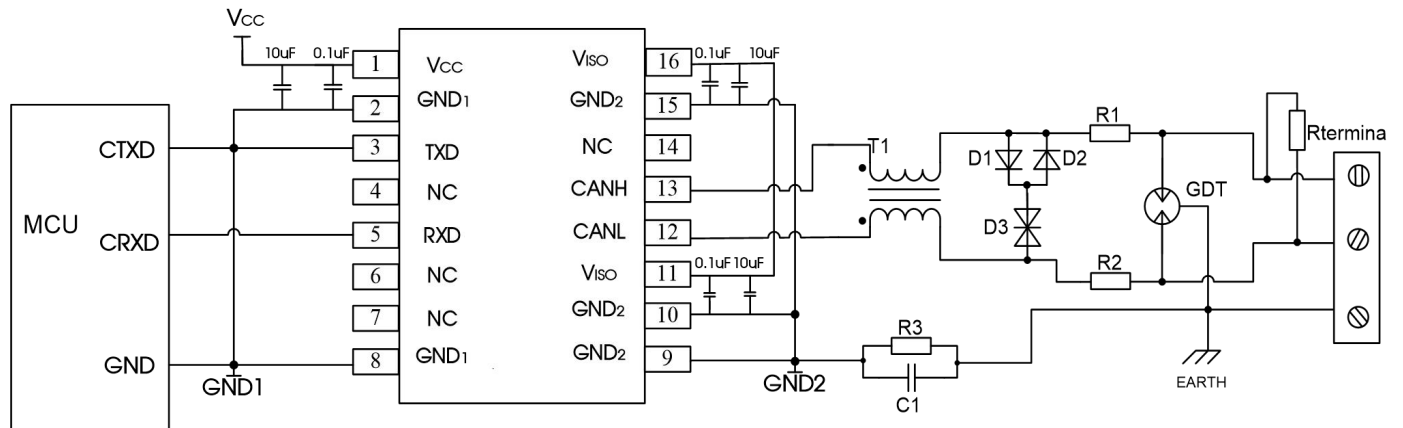 Vcc
10uF 0.1uF
1 Vcc
2 GND1
3 TXD
4 NC
5 RXD
6 NC
7 NC
8 GND1
MCU
CTXD
CRXD
GND
GND1
VISO 16
GND2 15
NC 14
CANH 13
CANL 12
VISO 11
GND2 10
GND2 9
0.1uF 10uF
0.1uF 10uF
GND2
T1
D1 D2
D3
R1
R2
GDT
Rtermina
R3
C1
EARTH